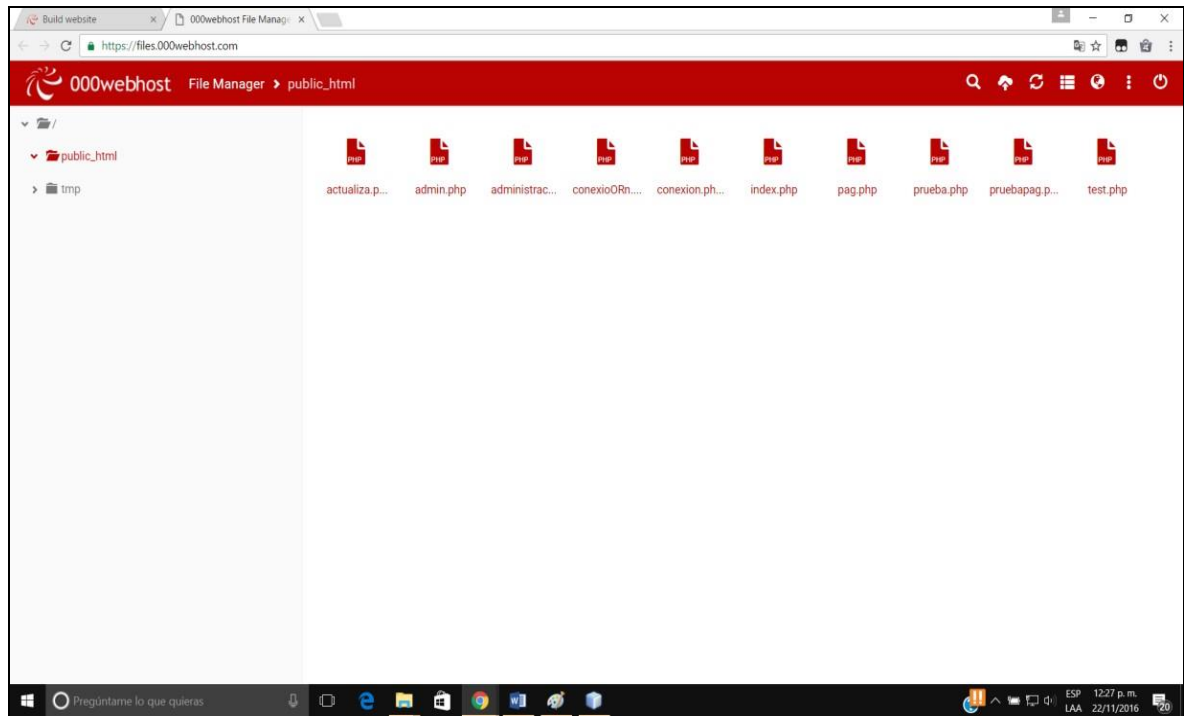 Build website
000webhost File Manage
https://files.000webhost.com
000webhost File Manager > public_html
/
public_html
tmp
PHP PHP PHP PHP PHP PHP PHP PHP PHP PHP
actualiza.p... admin.php administrac... conexioORn.... conexion.ph... index.php pag.php prueba.php pruebapag.p... test.php
Pregúntame lo que quieras
ESP 12:27 p. m.
LAA 22/11/2016
20